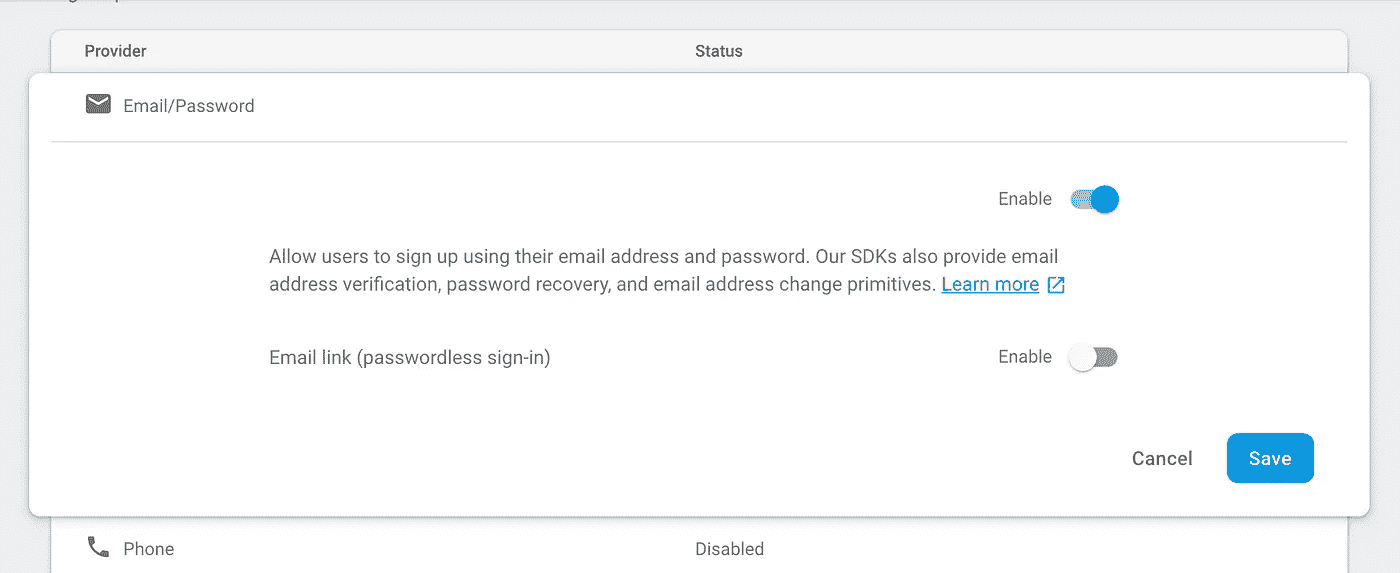 Provider Status
Email/Password
Enable
Allow users to sign up using their email address and password. Our SDKs also provide email
address verification, password recovery, and email address change primitives. Learn more
Email link (passwordless sign-in) Enable
Cancel Save
Phone Disabled